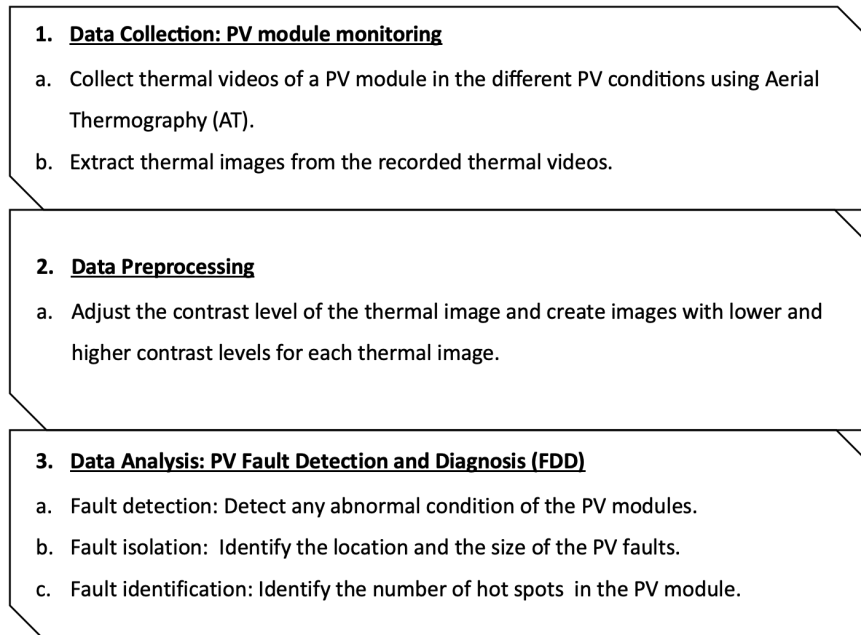 1. Data Collection: PV module monitoring
a. Collect thermal videos of a PV module in the different PV conditions using Aerial
Thermography (AT).
b. Extract thermal images from the recorded thermal videos.
2. Data Preprocessing
a. Adjust the contrast level of the thermal image and create images with lower and
higher contrast levels for each thermal image.
3. Data Analysis: PV Fault Detection and Diagnosis (FDD)
a. Fault detection: Detect any abnormal condition of the PV modules.
b. Fault isolation: Identify the location and the size of the PV faults.
c. Fault identification: Identify the number of hot spots in the PV module.